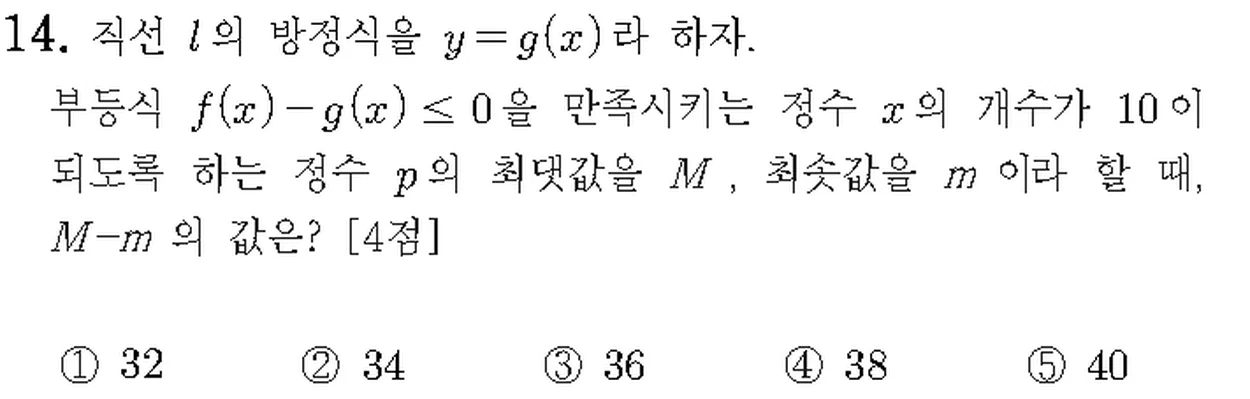 14. 직선 l의 방정식을 y=g(x)라 하자.
부등식 f(x)-g(x) ≤ 0을 만족시키는 정수 x의 개수가 10이
되도록 하는 정수 p의 최댓값을 M, 최솟값을 m이라 할 때,
M-m의 값은? [4점]
① 32 ② 34 ③ 36 ④ 38 ⑤ 40